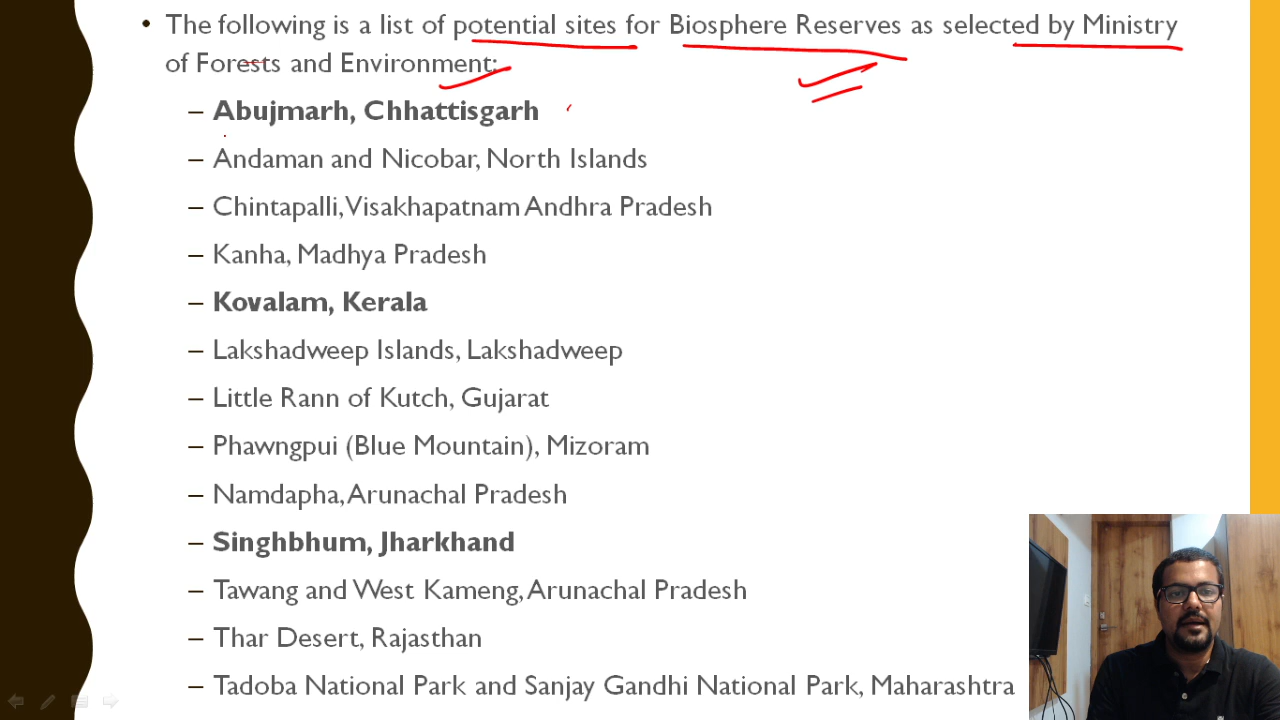 • The following is a list of potential sites for Biosphere Reserves as selected by Ministry
of Forests and Environment:
– Abujmarh, Chhattisgarh
– Andaman and Nicobar, North Islands
– Chintapalli, Visakhapatnam Andhra Pradesh
– Kanha, Madhya Pradesh
– Kovalam, Kerala
– Lakshadweep Islands, Lakshadweep
– Little Rann of Kutch, Gujarat
– Phawngpui (Blue Mountain), Mizoram
– Namdapha, Arunachal Pradesh
– Singhbhum, Jharkhand
– Tawang and West Kameng, Arunachal Pradesh
– Thar Desert, Rajasthan
– Tadoba National Park and Sanjay Gandhi National Park, Maharashtra